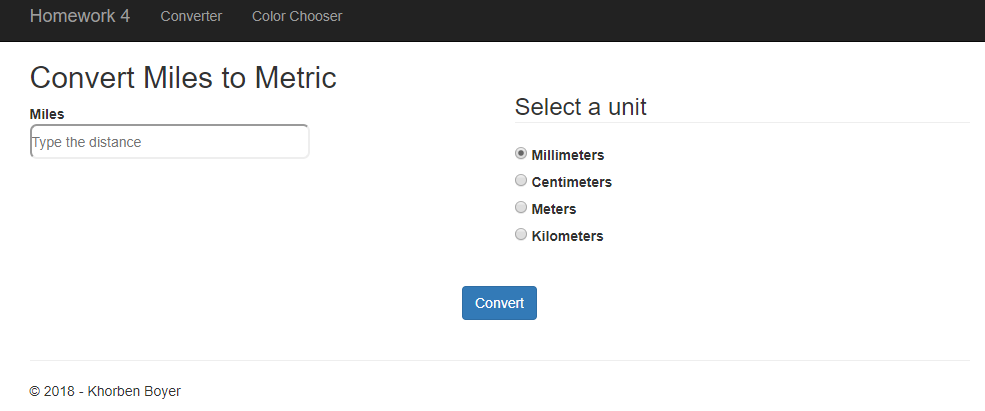 Homework 4 Converter Color Chooser
Convert Miles to Metric
Miles
Type the distance
Select a unit
Millimeters
Centimeters
Meters
Kilometers
Convert
© 2018 - Khorben Boyer